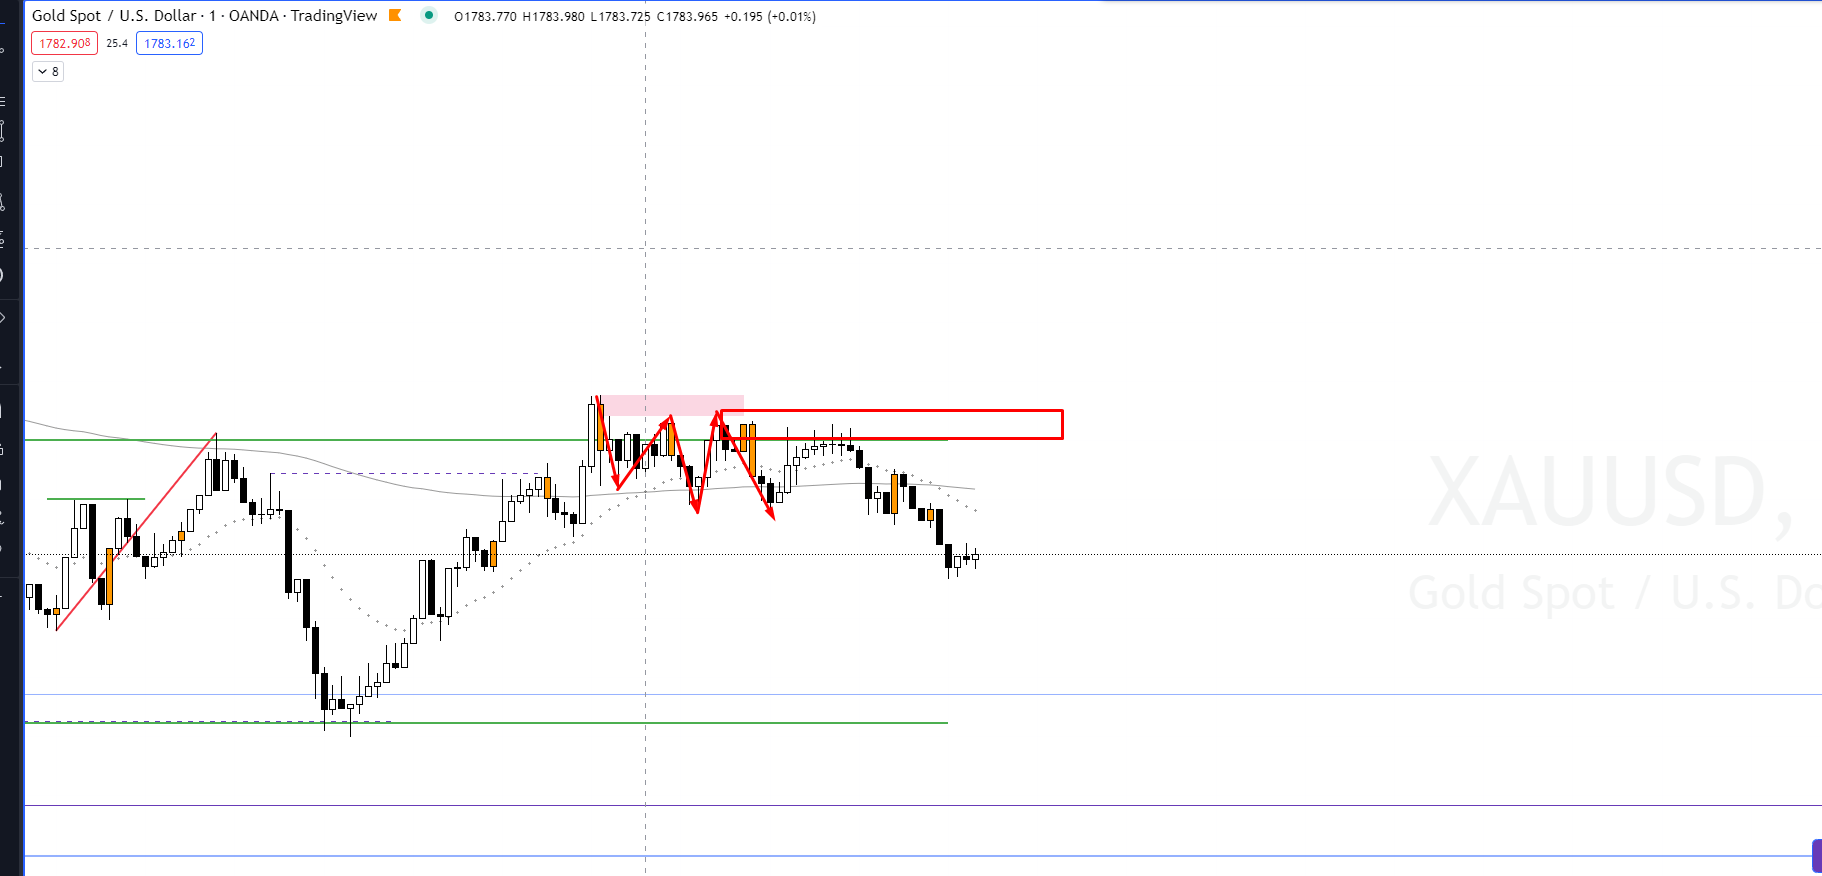 Gold Spot / U.S. Dollar · 1 · OANDA · TradingView O1783.770 H1783.980 L1783.725 C1783.965 +0.195 (+0.01%)
1782.908 25.4 1783.162
8
XAUUSD,
Gold Spot / U.S. Do